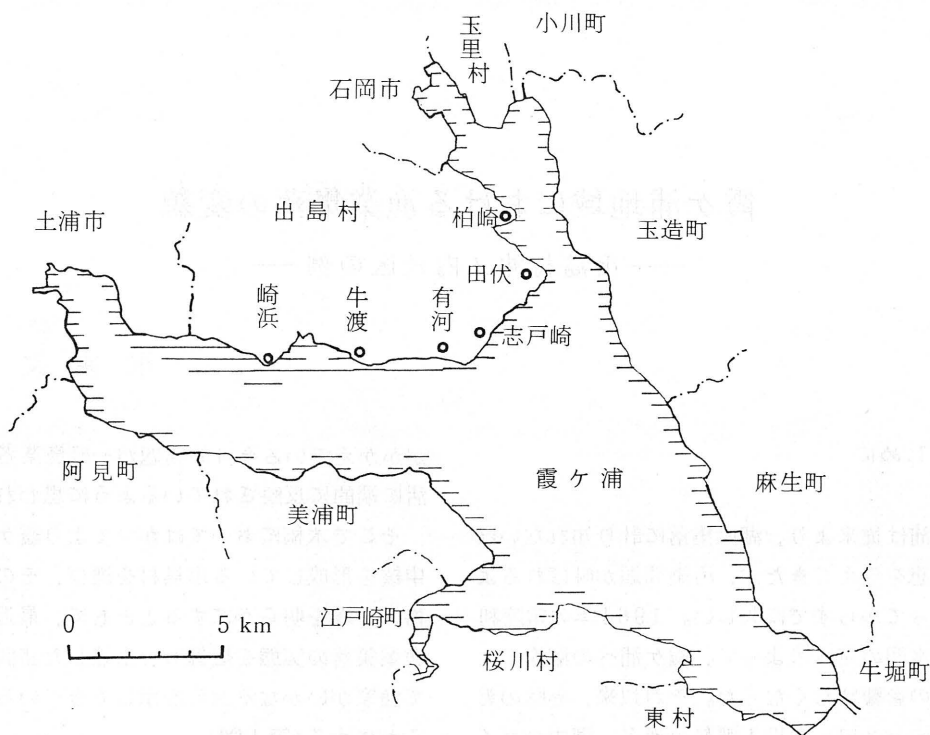 小川町
玉里村
石岡市
土浦市
出島村
柏崎
玉造町
田伏
崎浜
牛渡
有河
志戸崎
阿見町
霞ケ浦
麻生町
美浦町
江戸崎町
0 5 km
桜川村
牛堀町
東村